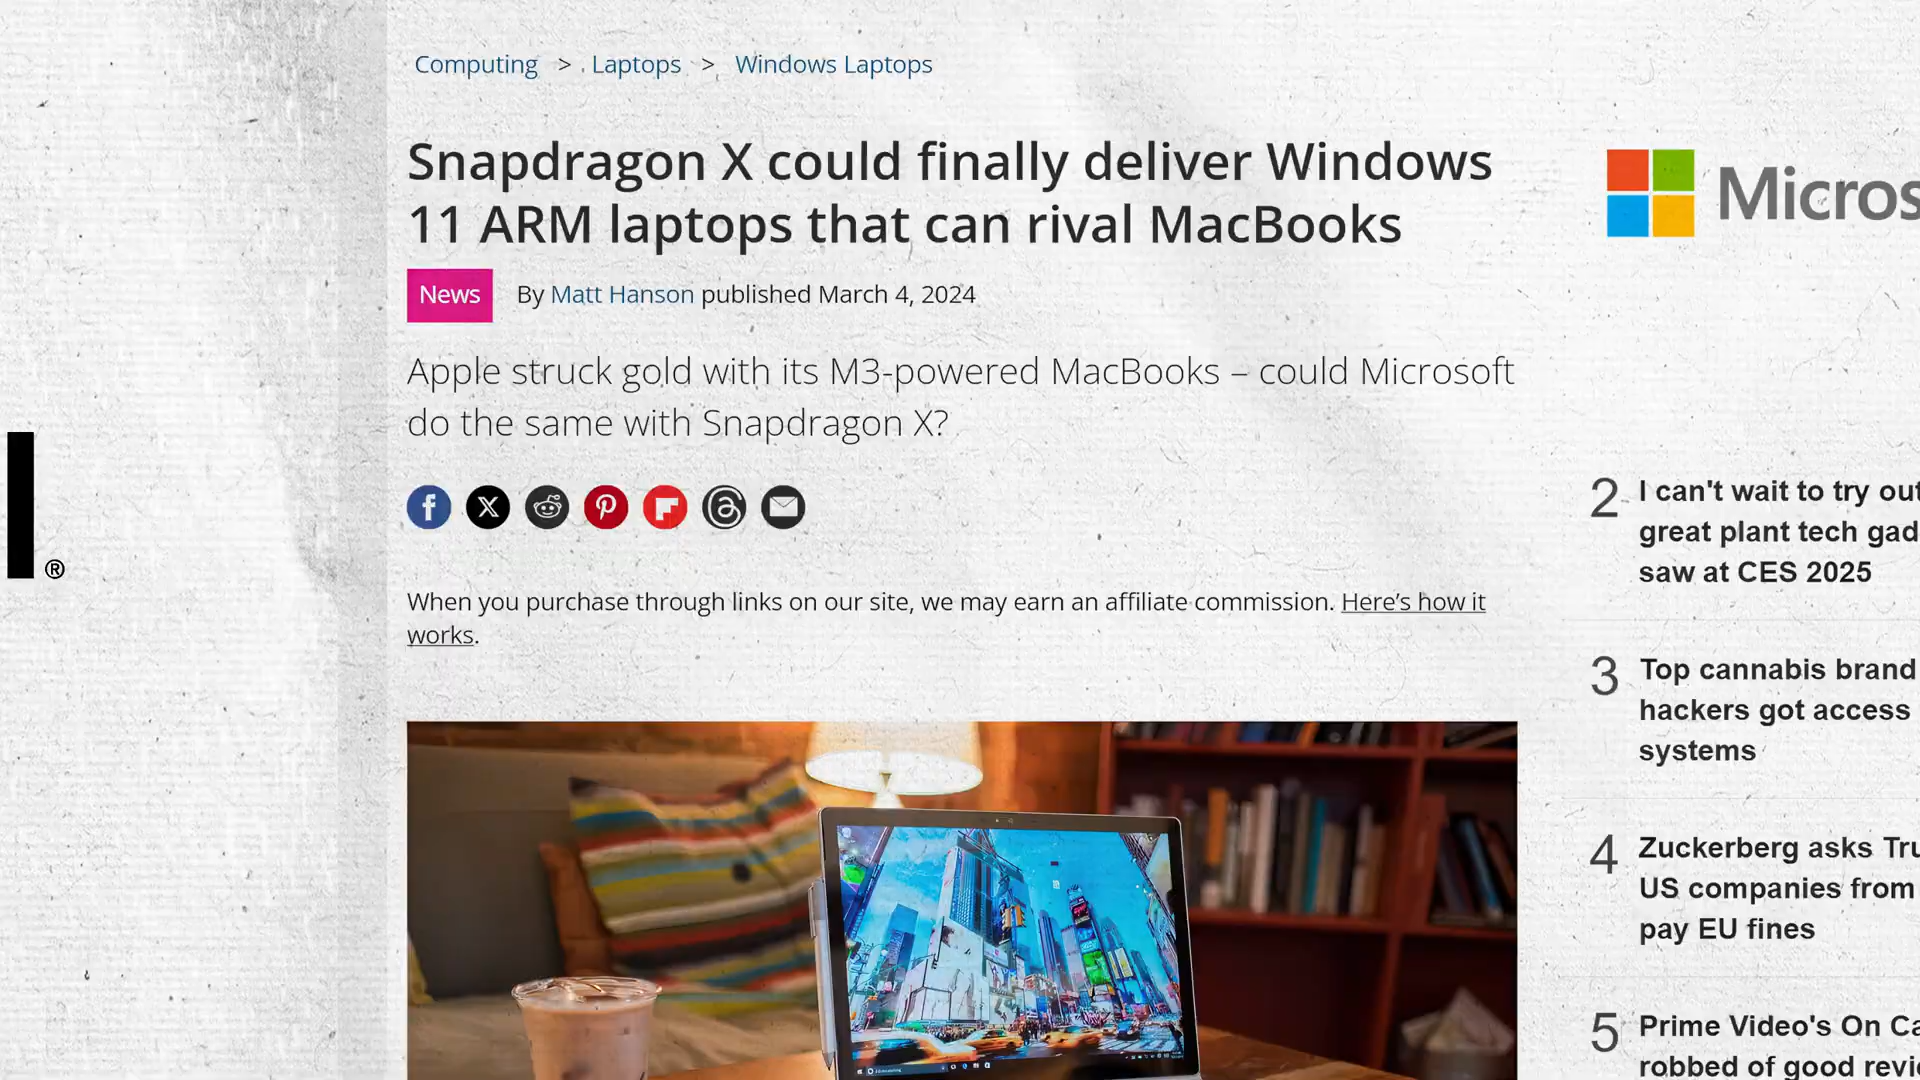 Computing > Laptops > Windows Laptops
Snapdragon X could finally deliver Windows
11 ARM laptops that can rival MacBooks
News By Matt Hanson published March 4, 2024
Apple struck gold with its M3-powered MacBooks – could Microsoft
do the same with Snapdragon X?
When you purchase through links on our site, we may earn an affiliate commission. Here's how it
works.
®
Micros
2 I can't wait to try out
great plant tech gad
saw at CES 2025
3 Top cannabis brand
hackers got access
systems
4 Zuckerberg asks Tru
US companies from
pay EU fines
5 Prime Video's On Ca
robbed of good revi